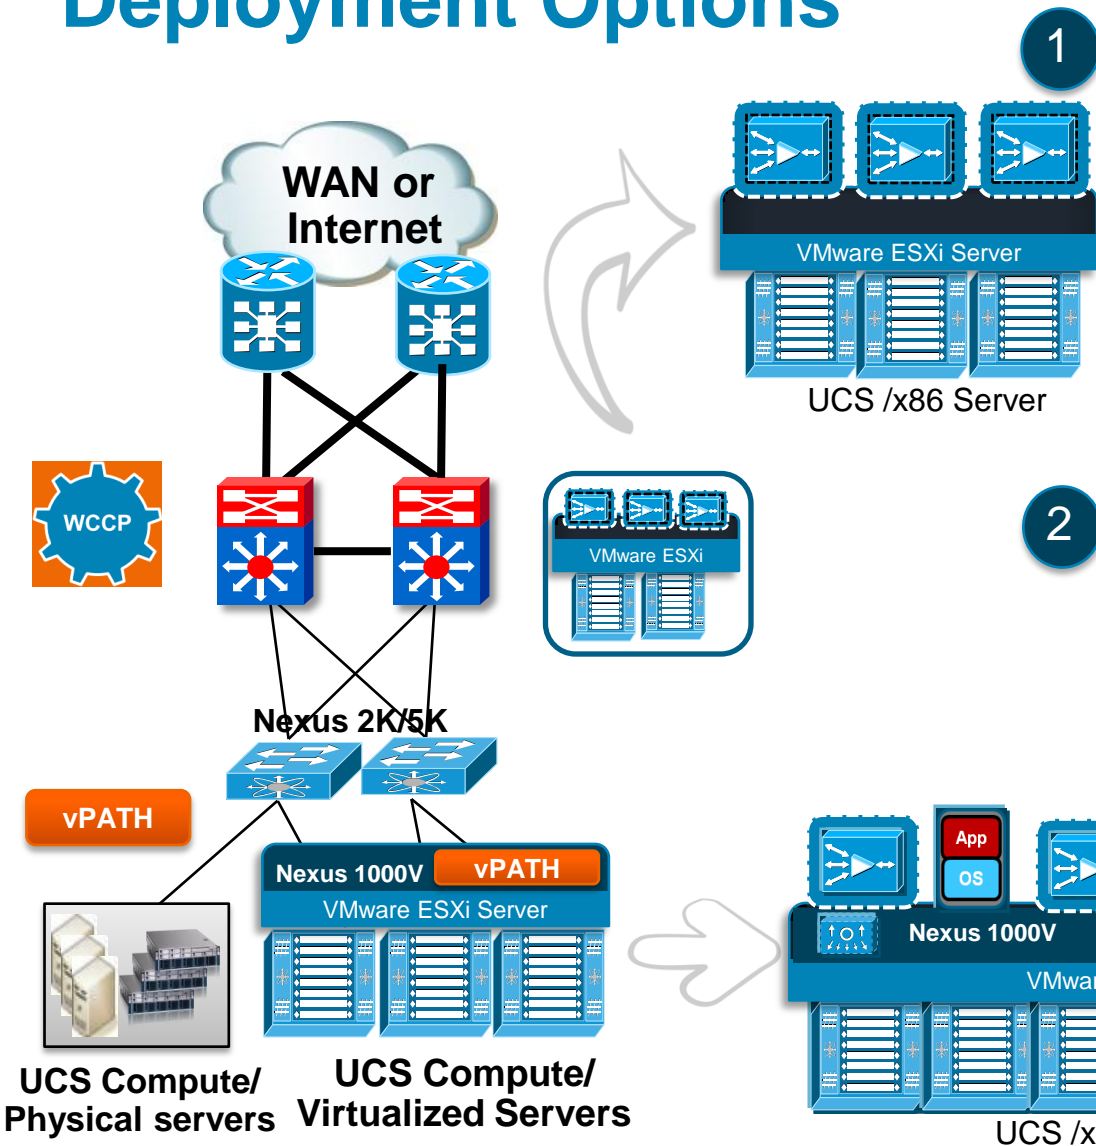 Deployment Options
1
WAN or
Internet
VMware ESXi Server
UCS /x86 Server
WCCP
VMware ESXi
2
Nexus 2K/5K
vPATH
Nexus 1000V
vPATH
VMware ESXi Server
App
OS
Nexus 1000V
VMwar
UCS Compute/
Physical servers
UCS Compute/
Virtualized Servers
UCS /x